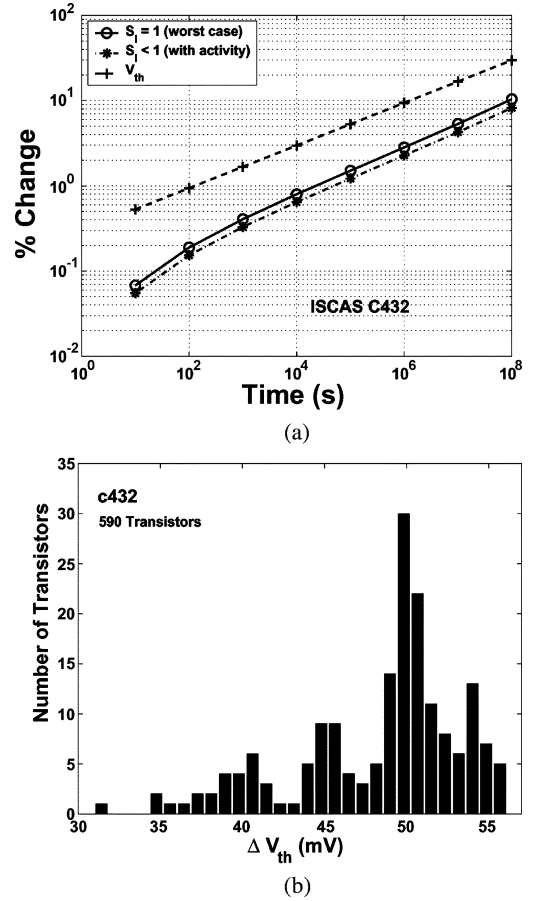 10^2
S_i = 1 (worst case)
S_i < 1 (with activity)
V_th
10^1
10^0
10^-1
10^-2
% Change
ISCAS C432
10^0 10^2 10^4 10^6 10^8
Time (s)
(a)
35
c432
590 Transistors
30
25
20
15
10
5
0
Number of Transistors
30 35 40 45 50 55
Δ V_th (mV)
(b)